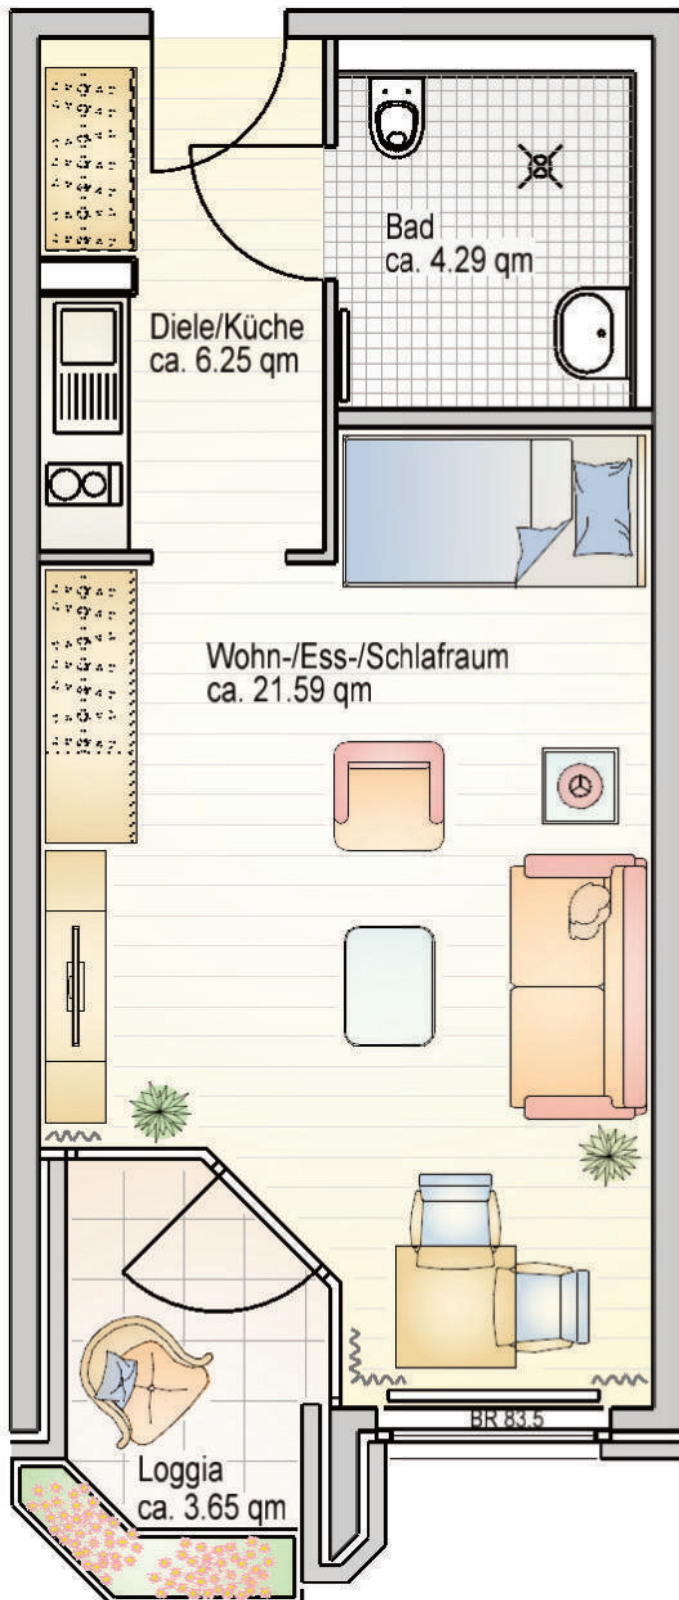 Bad
ca. 4.29 qm
Diele/Küche
ca. 6.25 qm
Wohn-/Ess-/Schlafraum
ca. 21.59 qm
BR 83.5
Loggia
ca. 3.65 qm